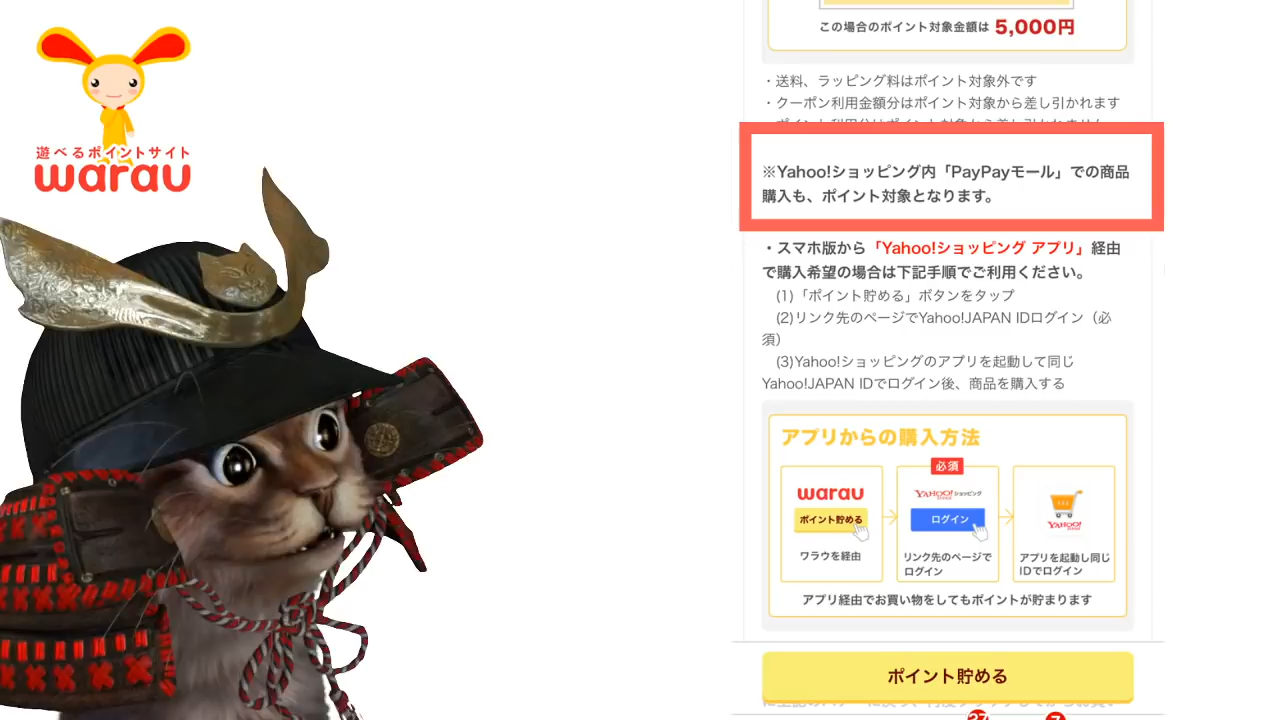 遊べるポイントサイト
warau
この場合のポイント対象金額は 5,000円
・送料、ラッピング料はポイント対象外です
・クーポン利用金額分はポイント対象から差し引かれます
※Yahoo!ショッピング内「PayPayモール」での商品
購入も、ポイント対象となります。
・スマホ版から「Yahoo!ショッピング アプリ」経由
で購入希望の場合は下記手順でご利用ください。
(1)「ポイント貯める」ボタンをタップ
(2)リンク先のページでYahoo!JAPAN IDログイン（必
須）
(3)Yahoo!ショッピングのアプリを起動して同じ
Yahoo!JAPAN IDでログイン後、商品を購入する
アプリからの購入方法
必須
warau
ポイント貯める
ワラウを経由
YAHOO!ショッピング
ログイン
リンク先のページで
ログイン
YAHOO!
アプリを起動し同じ
IDでログイン
アプリ経由でお買い物をしてもポイントが貯まります
ポイント貯める